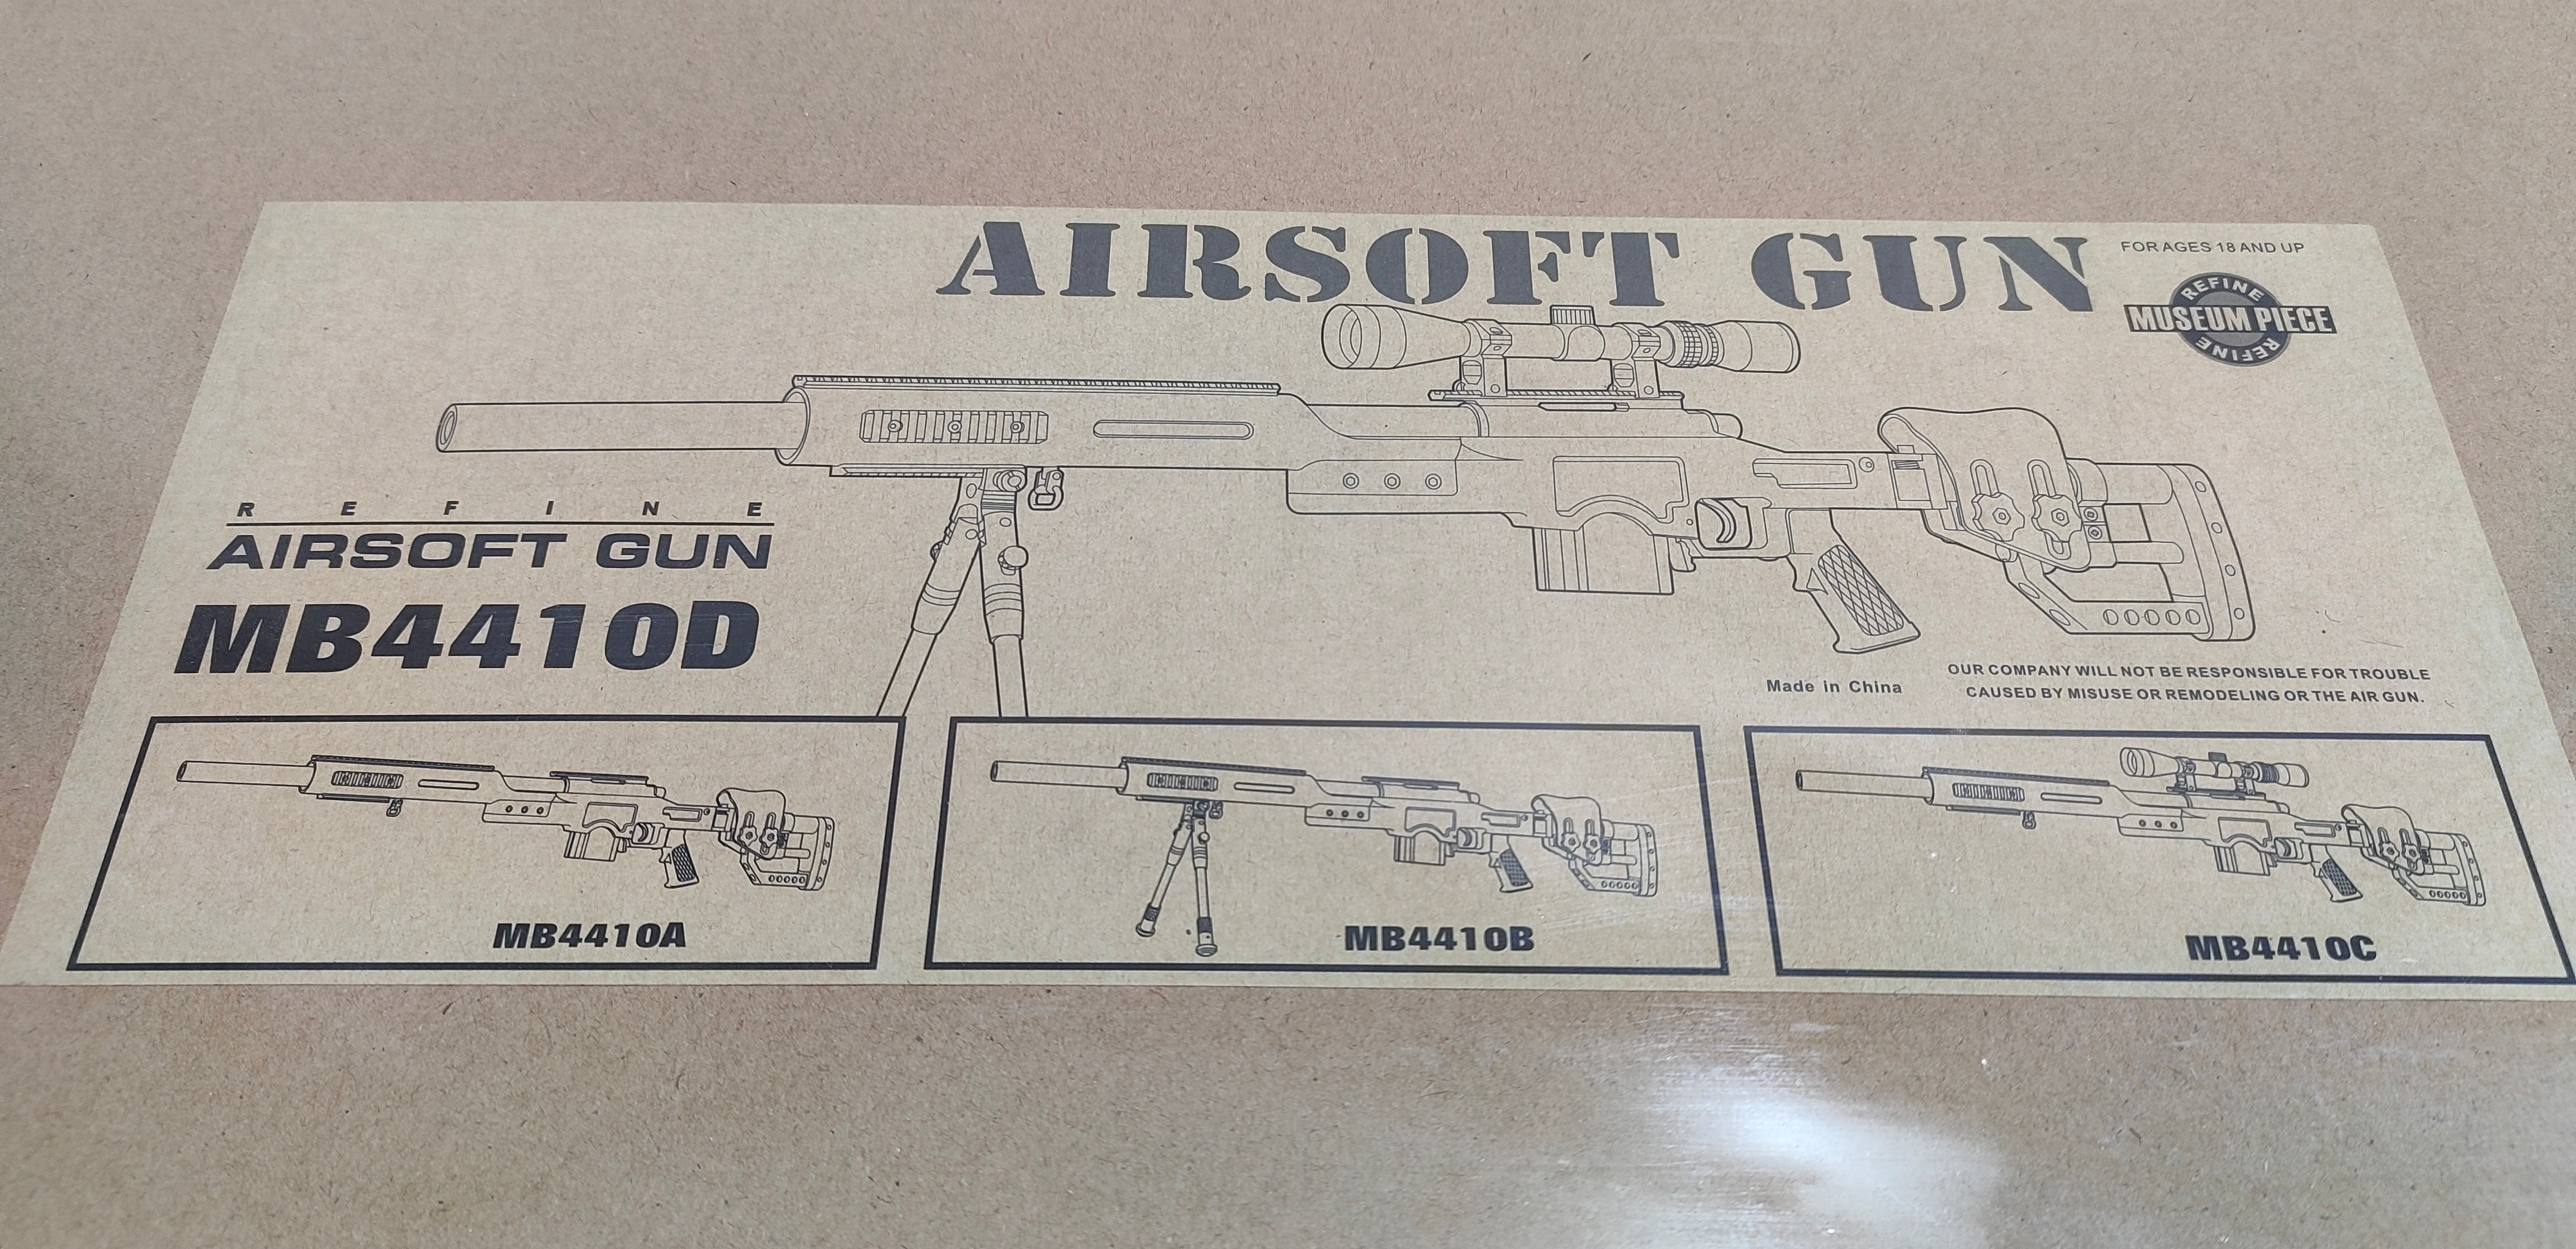 AIRSOFT GUN
FOR AGES 18 AND UP
REFINE
MUSEUM PIECE
REFINE
REFINE
AIRSOFT GUN
MB4410D
Made in China
OUR COMPANY WILL NOT BE RESPONSIBLE FOR TROUBLE
CAUSED BY MISUSE OR REMODELING OR THE AIR GUN.
MB4410A
MB4410B
MB4410C